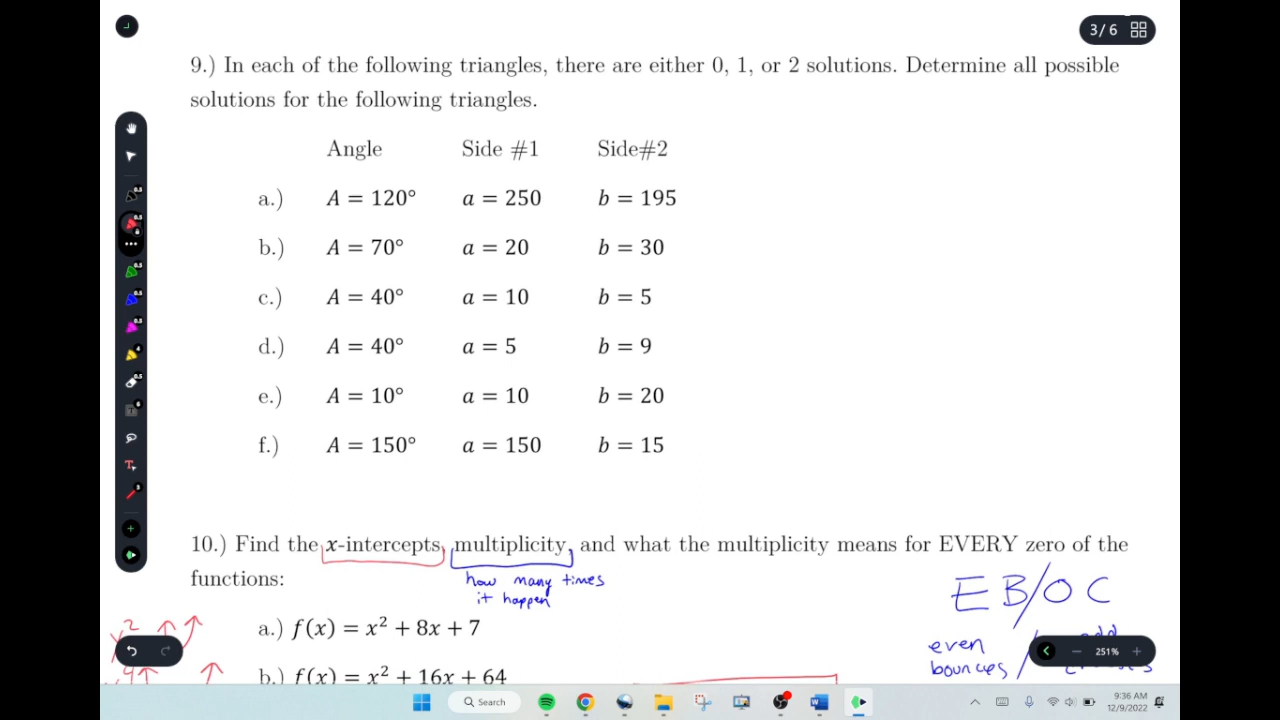 3/6
9.) In each of the following triangles, there are either 0, 1, or 2 solutions. Determine all possible
solutions for the following triangles.
Angle Side #1 Side#2
a.) A = 120° a = 250 b = 195
b.) A = 70° a = 20 b = 30
c.) A = 40° a = 10 b = 5
d.) A = 40° a = 5 b = 9
e.) A = 10° a = 10 b = 20
f.) A = 150° a = 150 b = 15
10.) Find the x-intercepts, multiplicity, and what the multiplicity means for EVERY zero of the
functions:
how many times
it happen
E B/O C
a.) f(x) = x² + 8x + 7
even
bounces /
251%
b.) f(x) = x² + 16x + 64
Search
9:36 AM
12/9/2022